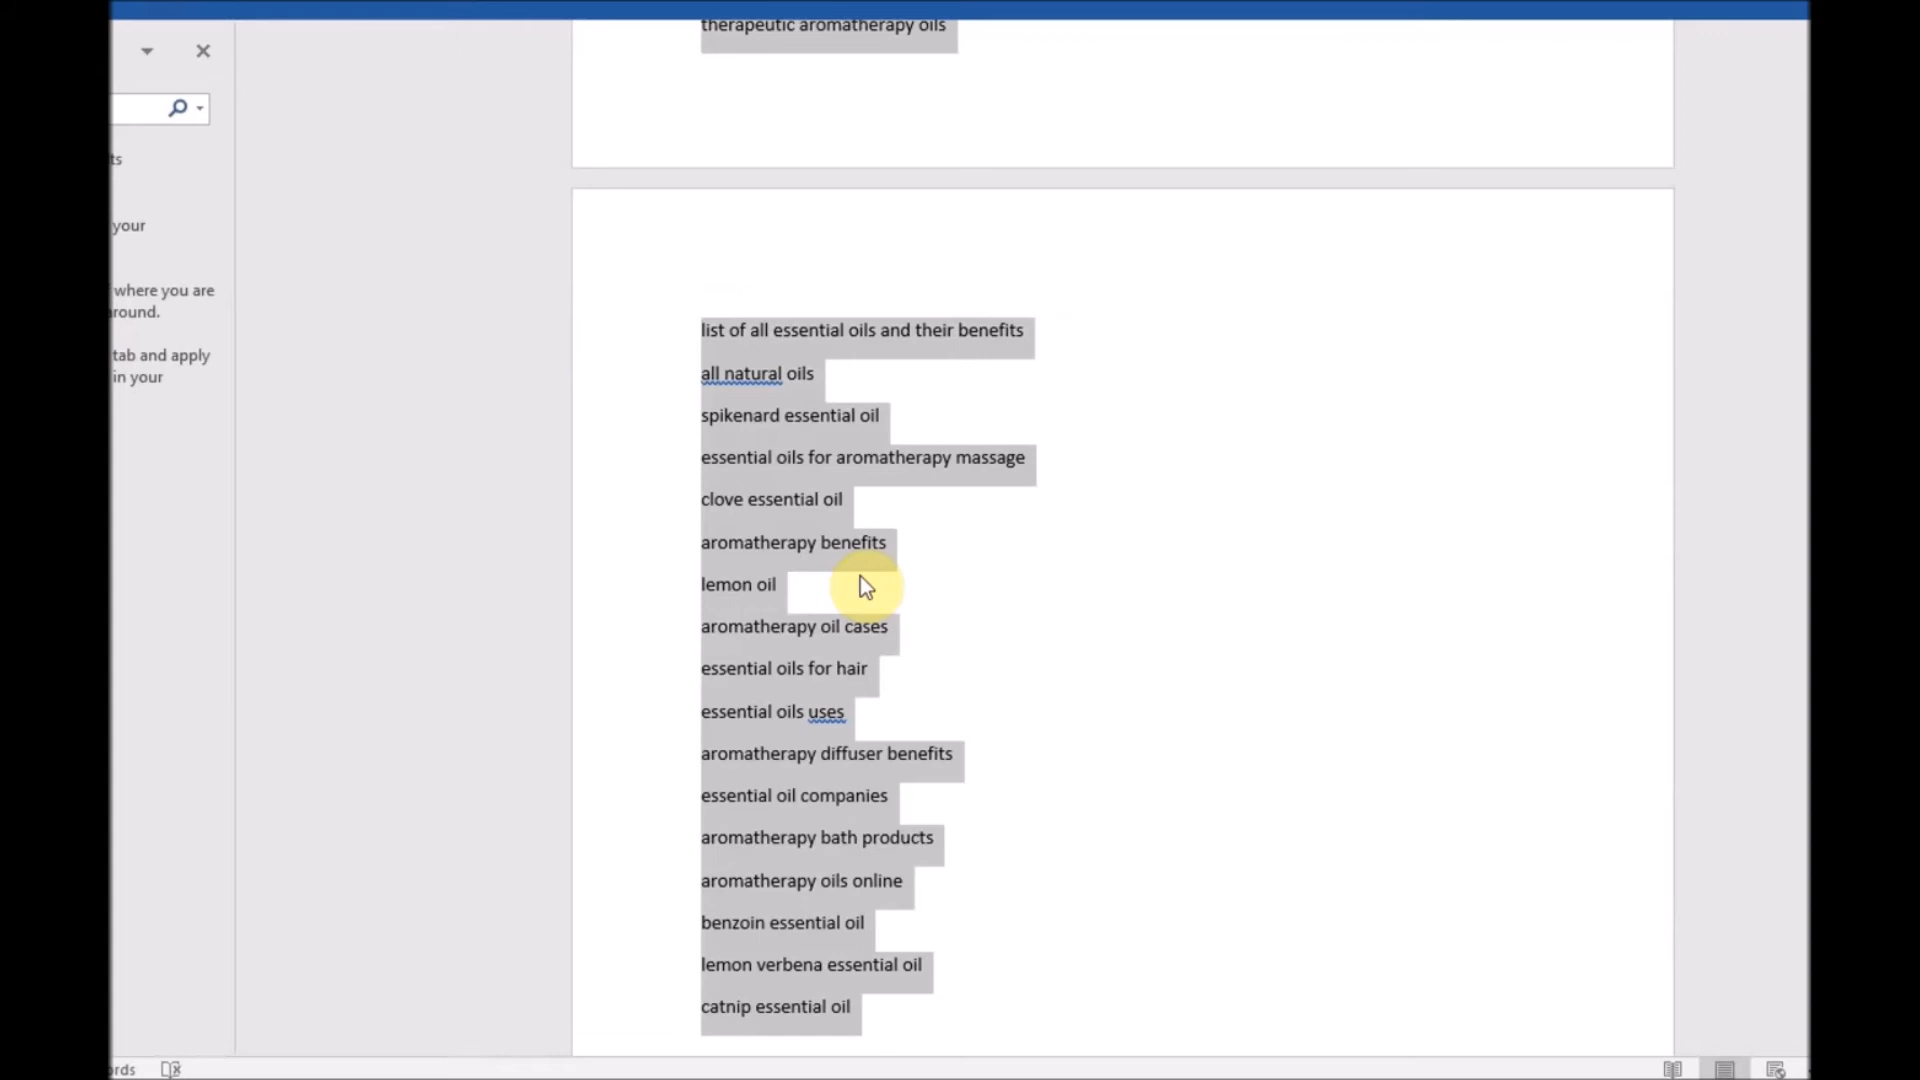 therapeutic aromatherapy oils
ts
your
where you are
around.
tab and apply
in your
list of all essential oils and their benefits
all natural oils
spikenard essential oil
essential oils for aromatherapy massage
clove essential oil
aromatherapy benefits
lemon oil
aromatherapy oil cases
essential oils for hair
essential oils uses
aromatherapy diffuser benefits
essential oil companies
aromatherapy bath products
aromatherapy oils online
benzoin essential oil
lemon verbena essential oil
catnip essential oil
rds